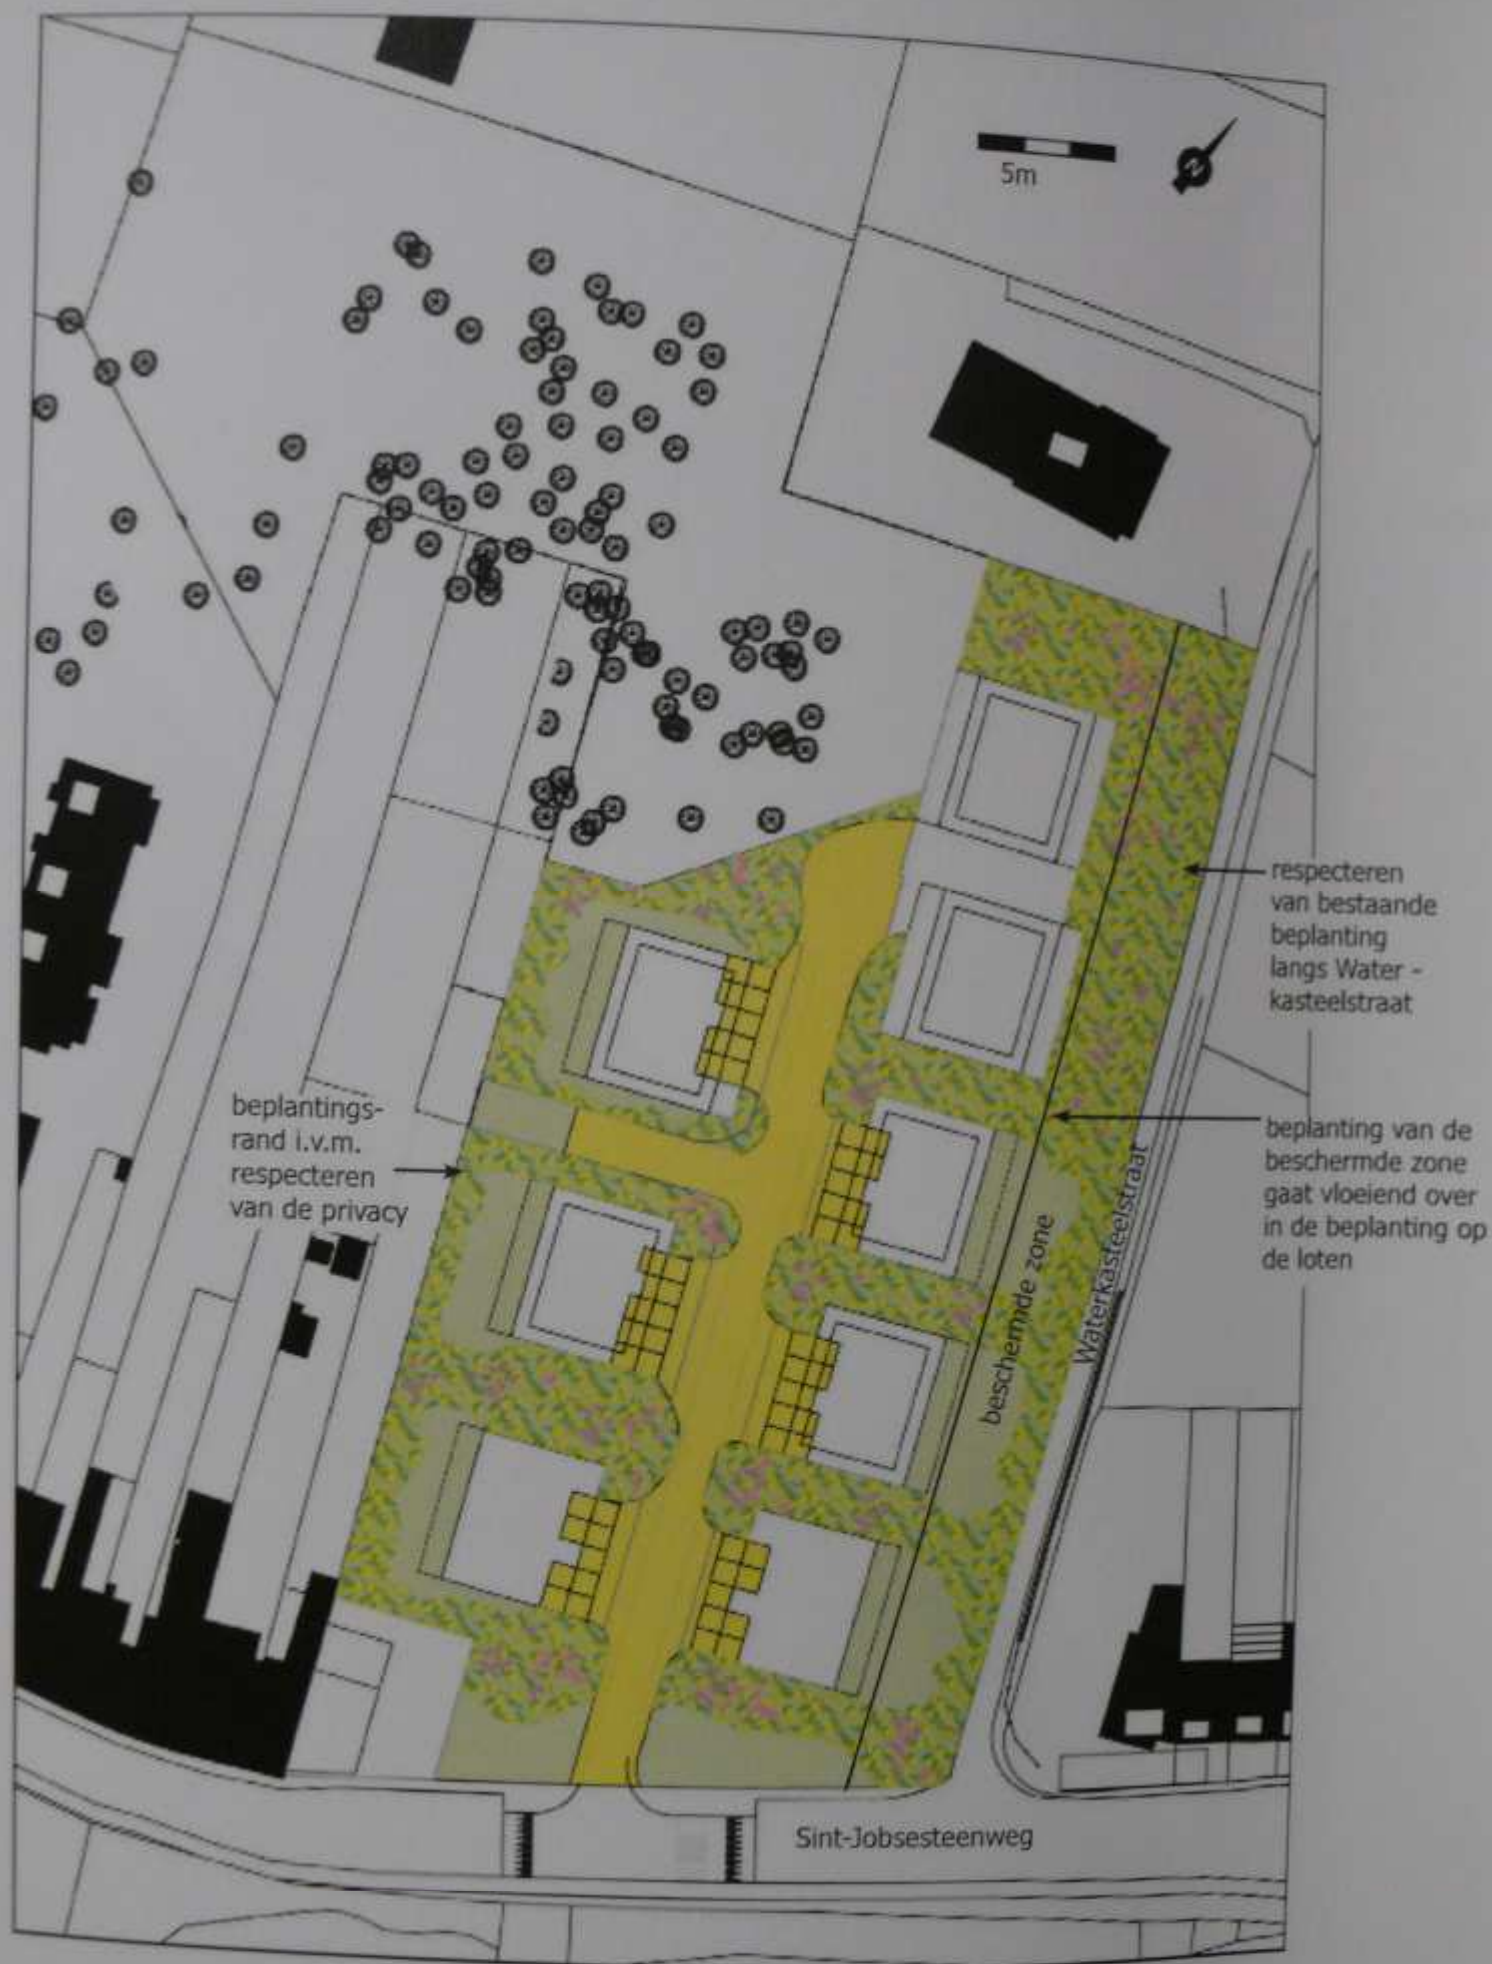 5m
N
respecteren
van bestaande
beplanting
langs Water -
kasteelstraat
beplantings-
rand i.v.m.
respecteren
van de privacy
beplanting van de
beschermde zone
gaat vloeiend over
in de beplanting op
de loten
beschermde zone
Waterkasteelstraat
Sint-Jobsesteenweg